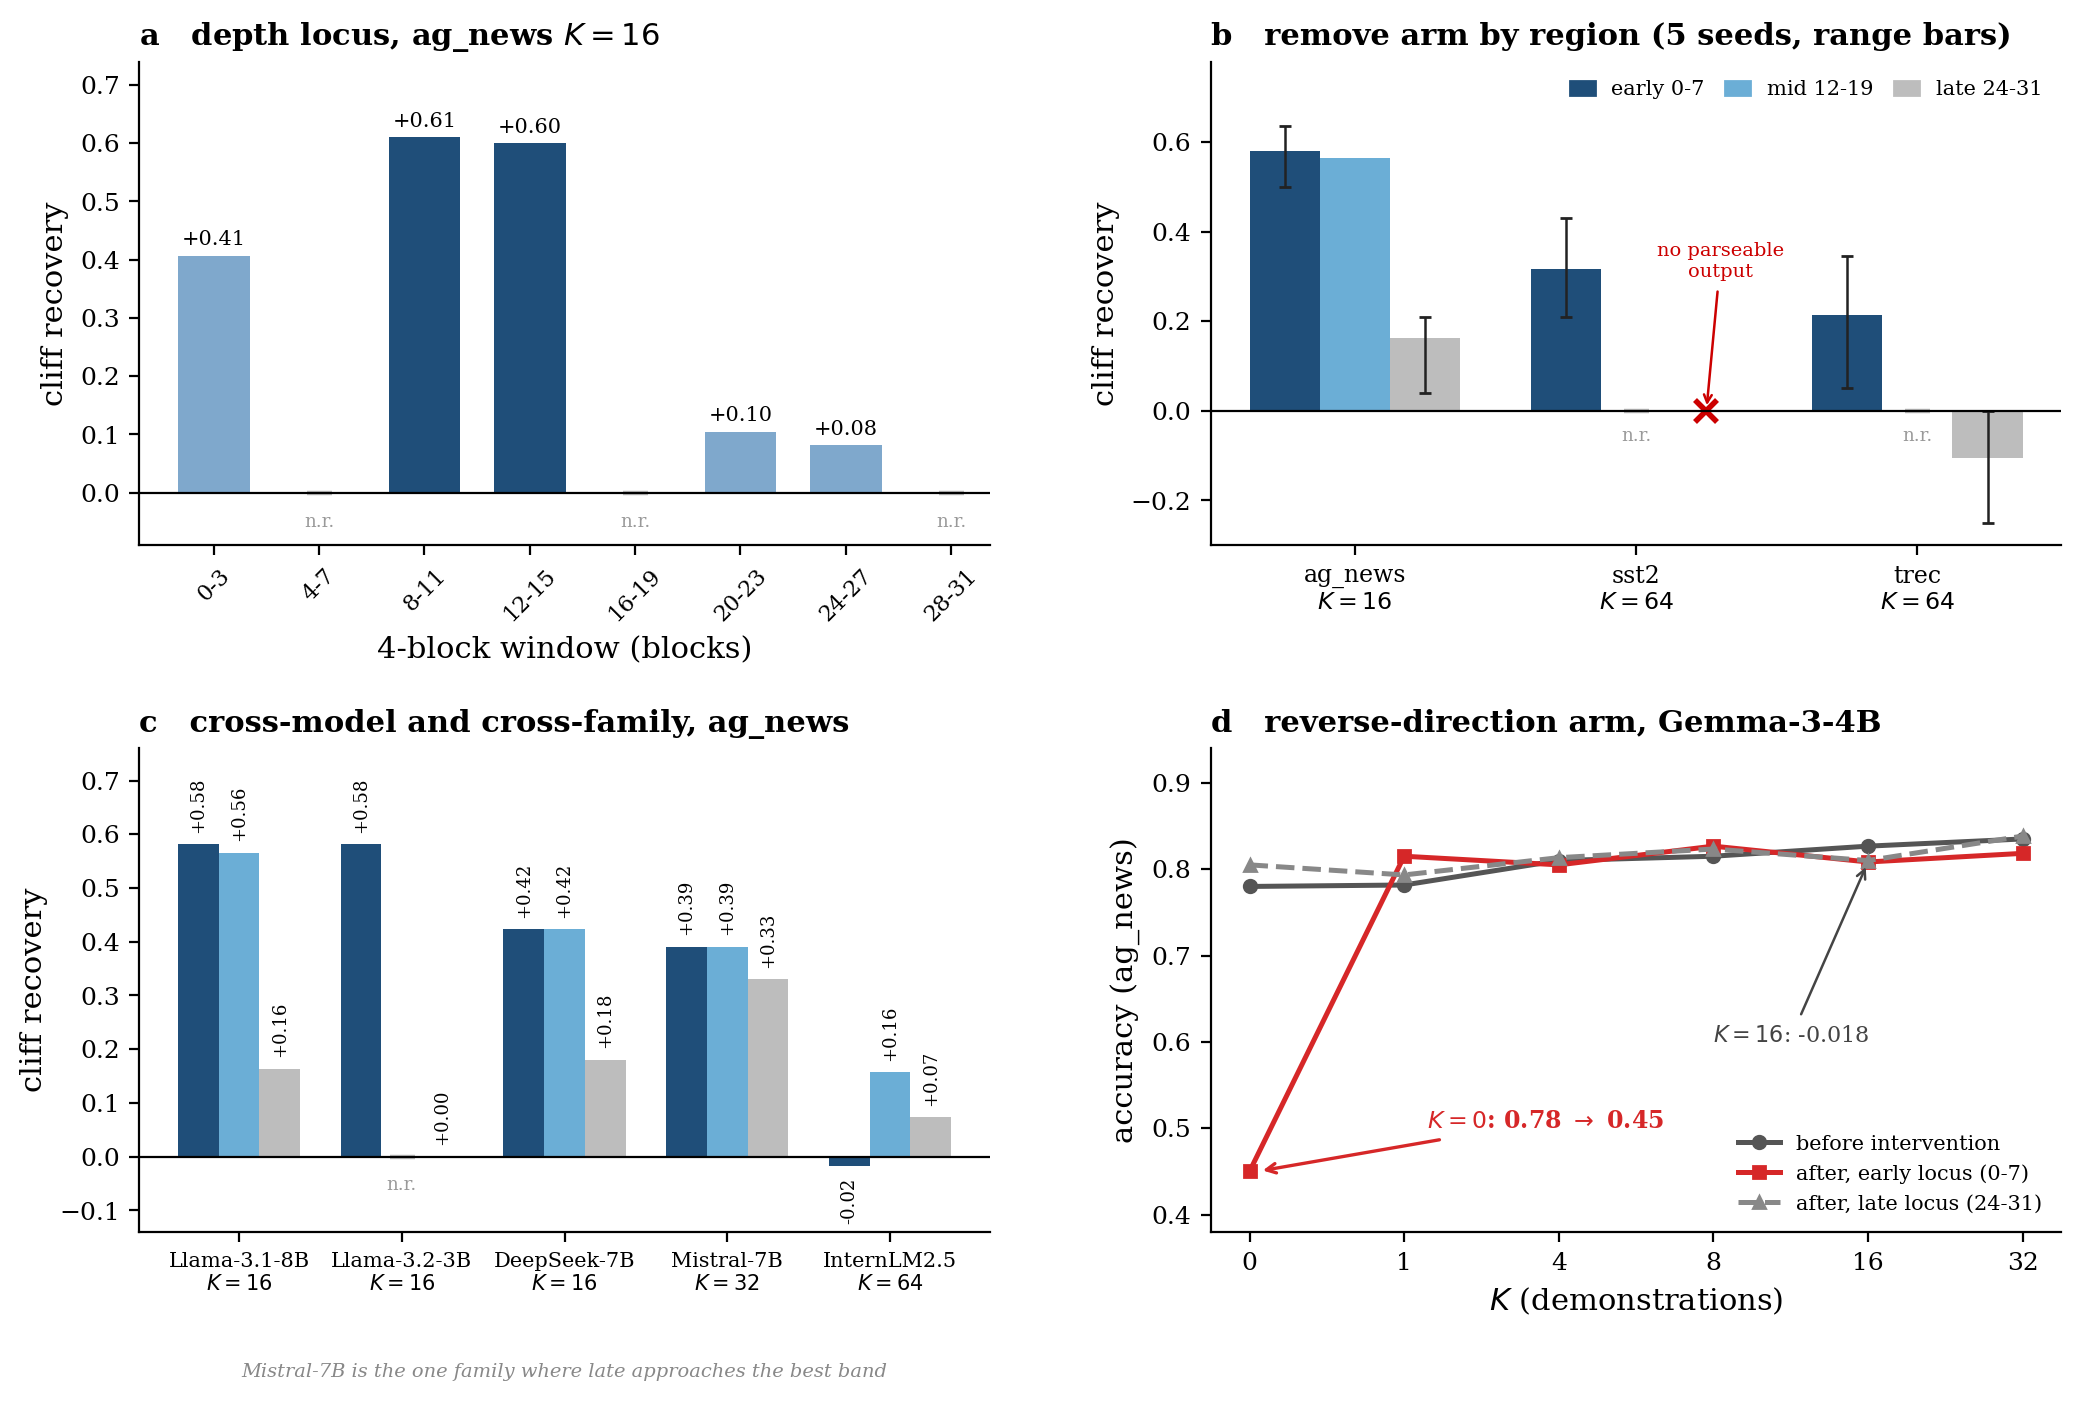 a depth locus, ag_news K = 16
cliff recovery
0.7
0.6
0.5
0.4
0.3
0.2
0.1
0.0
+0.41
+0.61
+0.60
+0.10
+0.08
n.r.
n.r.
n.r.
0-3
4-7
8-11
12-15
16-19
20-23
24-27
28-31
4-block window (blocks)
b remove arm by region (5 seeds, range bars)
early 0-7
mid 12-19
late 24-31
cliff recovery
0.6
0.4
0.2
0.0
−0.2
no parseable
output
n.r.
n.r.
ag_news
K = 16
sst2
K = 64
trec
K = 64
c cross-model and cross-family, ag_news
cliff recovery
0.7
0.6
0.5
0.4
0.3
0.2
0.1
0.0
−0.1
+0.58
+0.56
+0.16
+0.58
n.r.
+0.00
+0.42
+0.42
+0.18
+0.39
+0.39
+0.33
-0.02
+0.16
+0.07
Llama-3.1-8B
K = 16
Llama-3.2-3B
K = 16
DeepSeek-7B
K = 16
Mistral-7B
K = 32
InternLM2.5
K = 64
Mistral-7B is the one family where late approaches the best band
d reverse-direction arm, Gemma-3-4B
accuracy (ag_news)
0.9
0.8
0.7
0.6
0.5
0.4
K = 16: -0.018
K = 0: 0.78 → 0.45
before intervention
after, early locus (0-7)
after, late locus (24-31)
0
1
4
8
16
32
K (demonstrations)